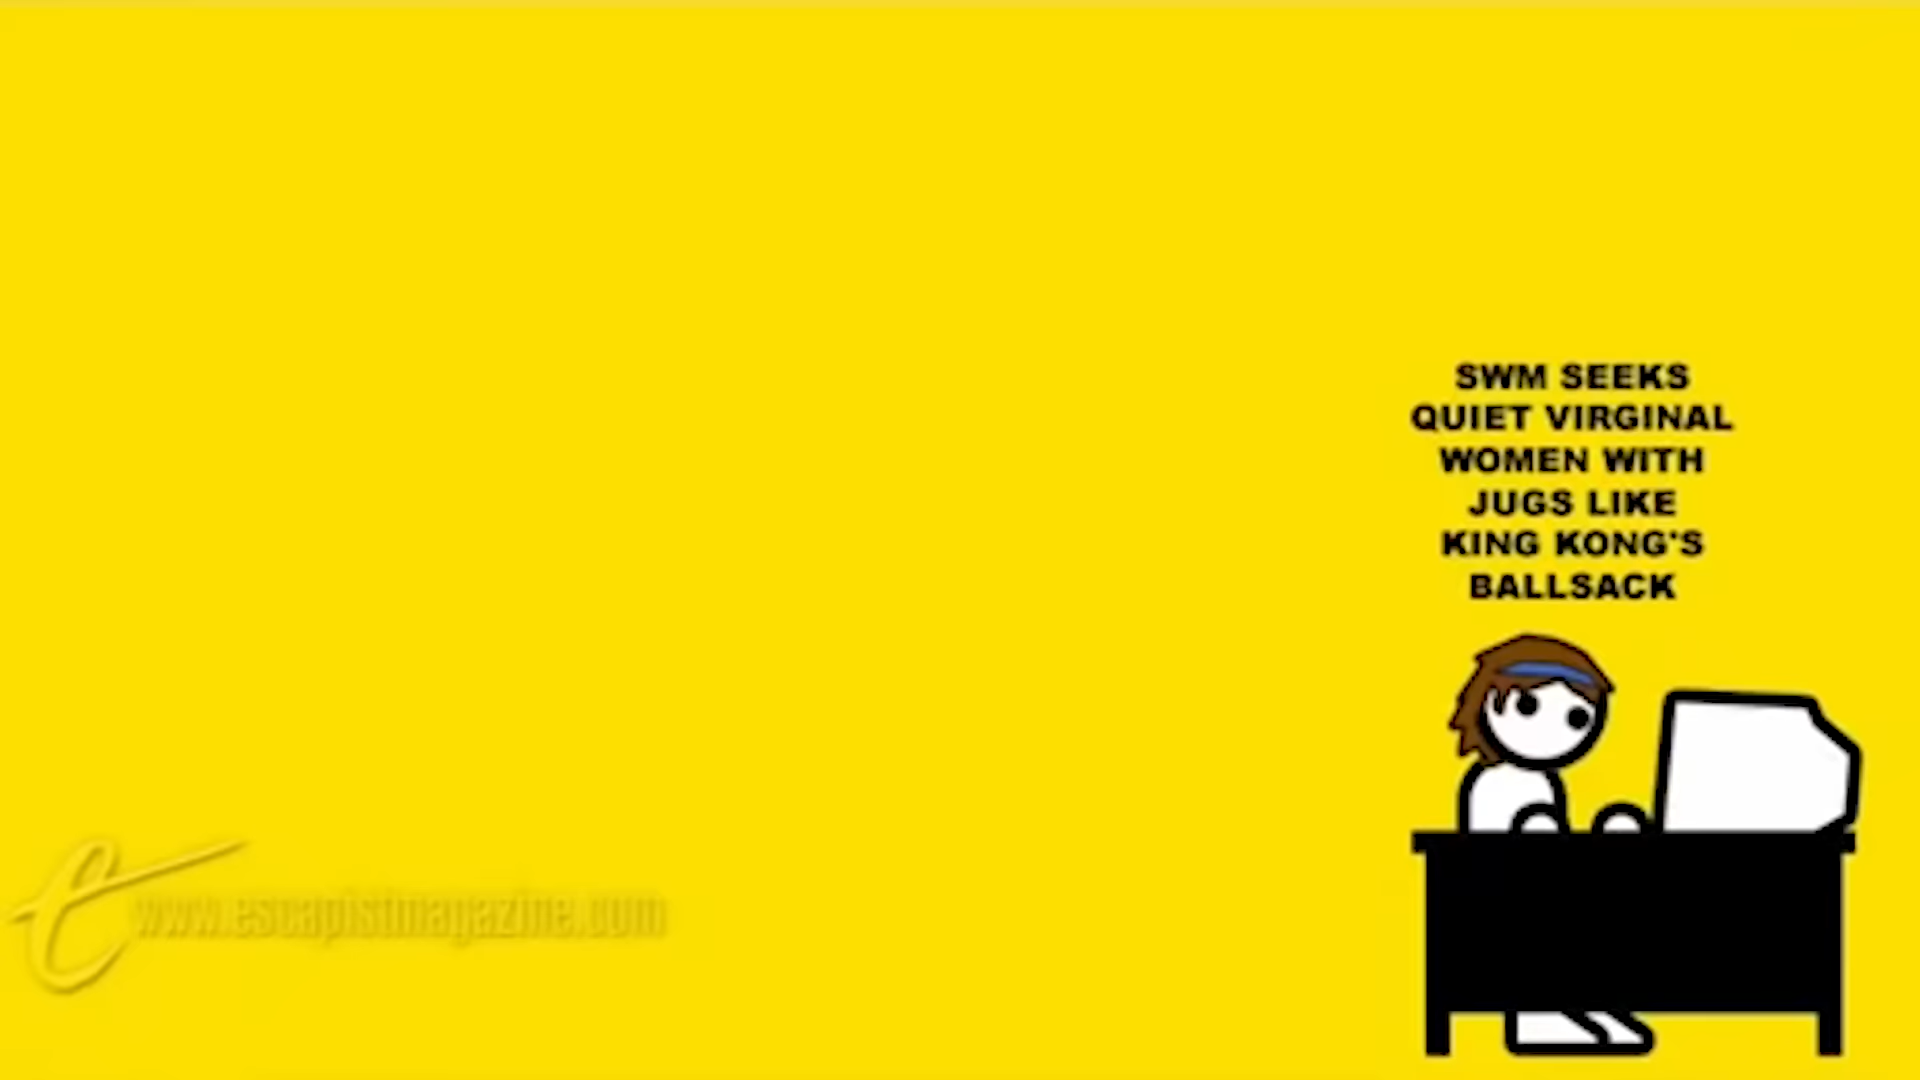 SWM SEEKS
QUIET VIRGINAL
WOMEN WITH
JUGS LIKE
KING KONG'S
BALLSACK
www.escapistmagazine.com